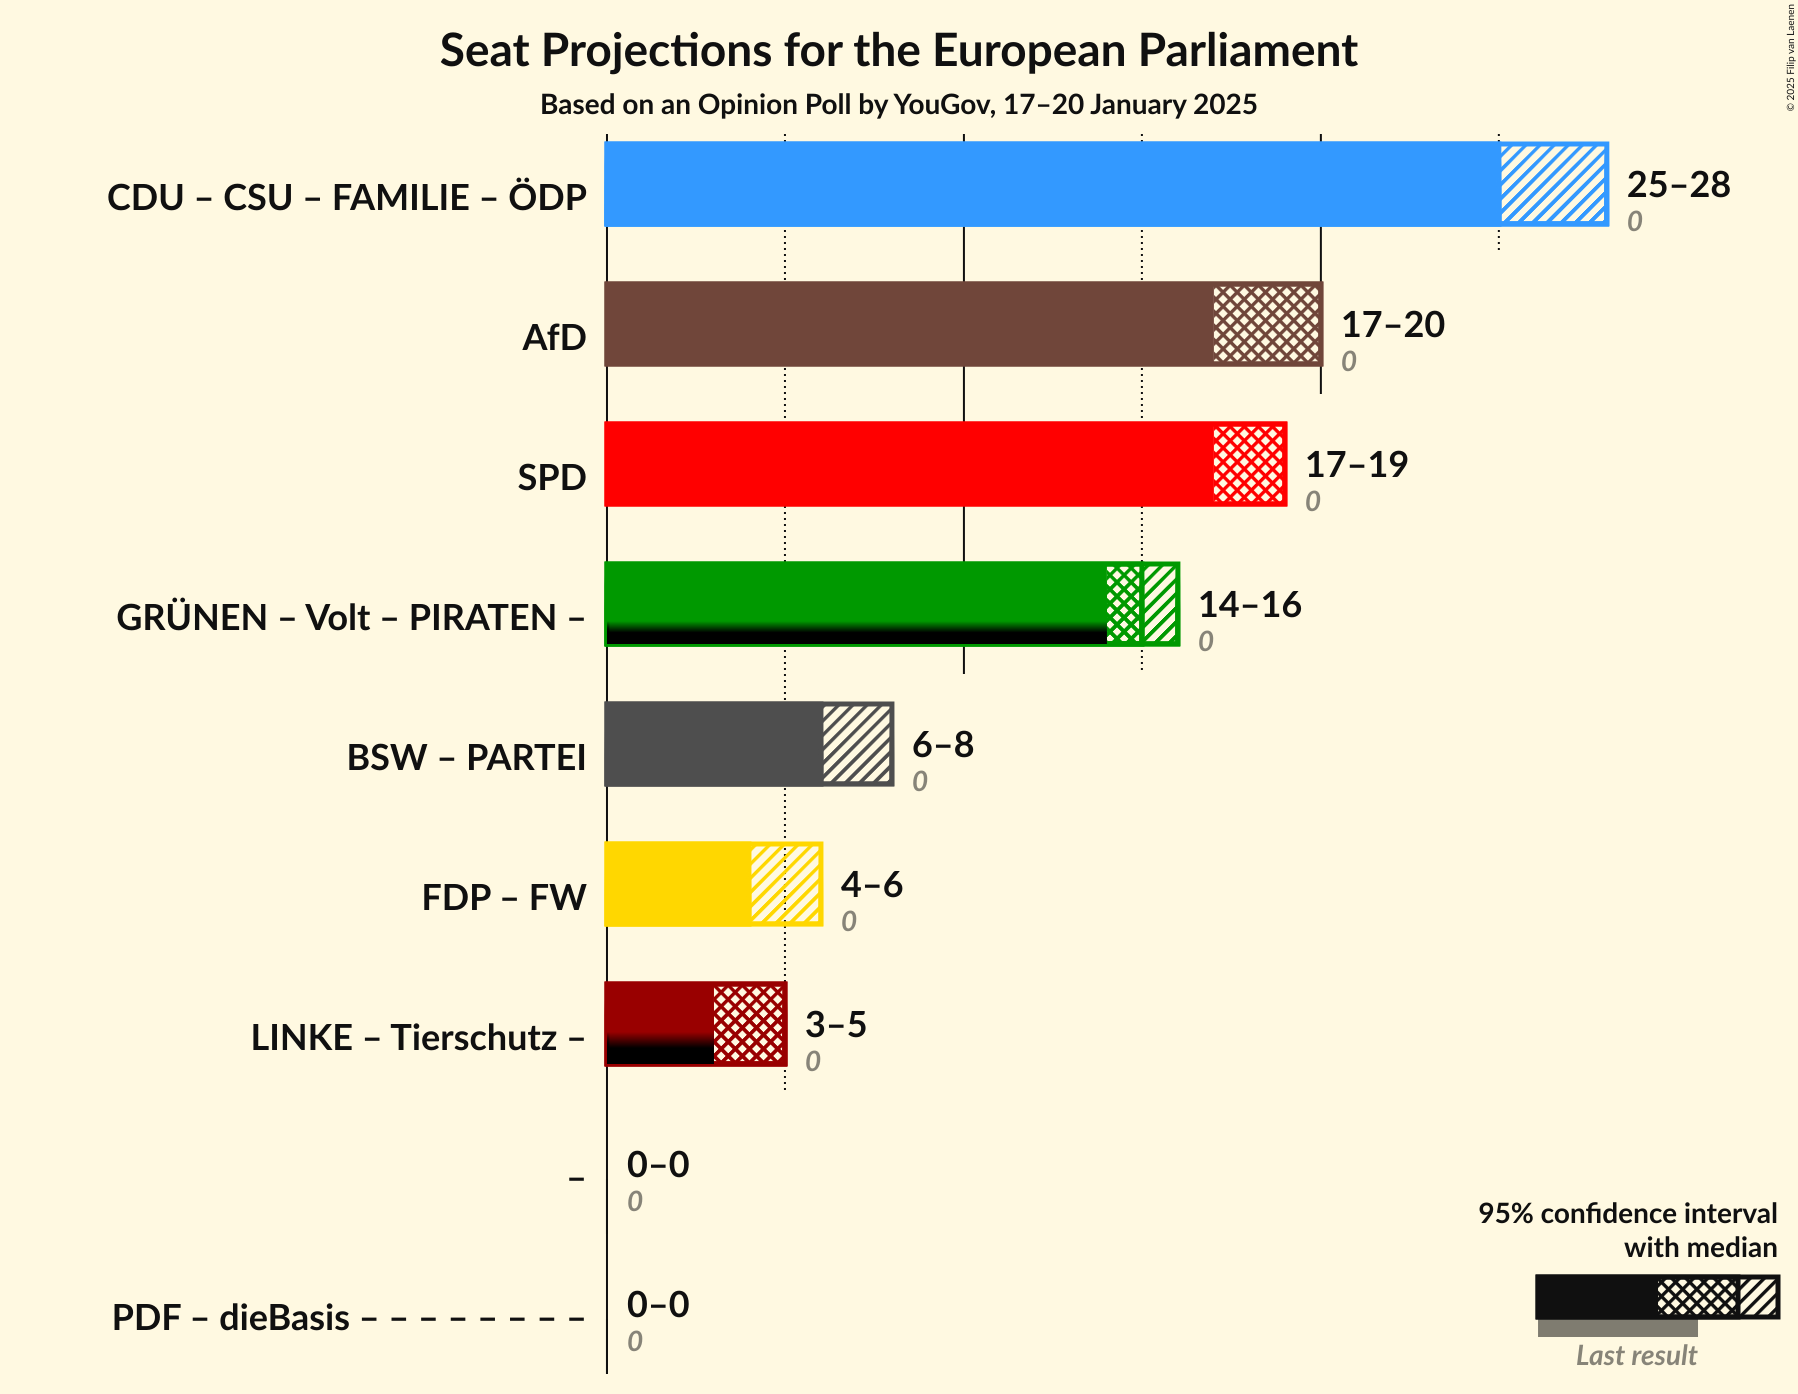 Seat Projections for the European Parliament
Based on an Opinion Poll by YouGov, 17–20 January 2025
© 2025 Filip van Laenen
CDU – CSU – FAMILIE – ÖDP
25–28
0
AfD
17–20
0
SPD
17–19
0
GRÜNEN – Volt – PIRATEN –
14–16
0
BSW – PARTEI
6–8
0
FDP – FW
4–6
0
LINKE – Tierschutz –
3–5
0
–
0–0
0
PDF – dieBasis – – – – – – – –
0–0
0
95% confidence interval
with median
Last result